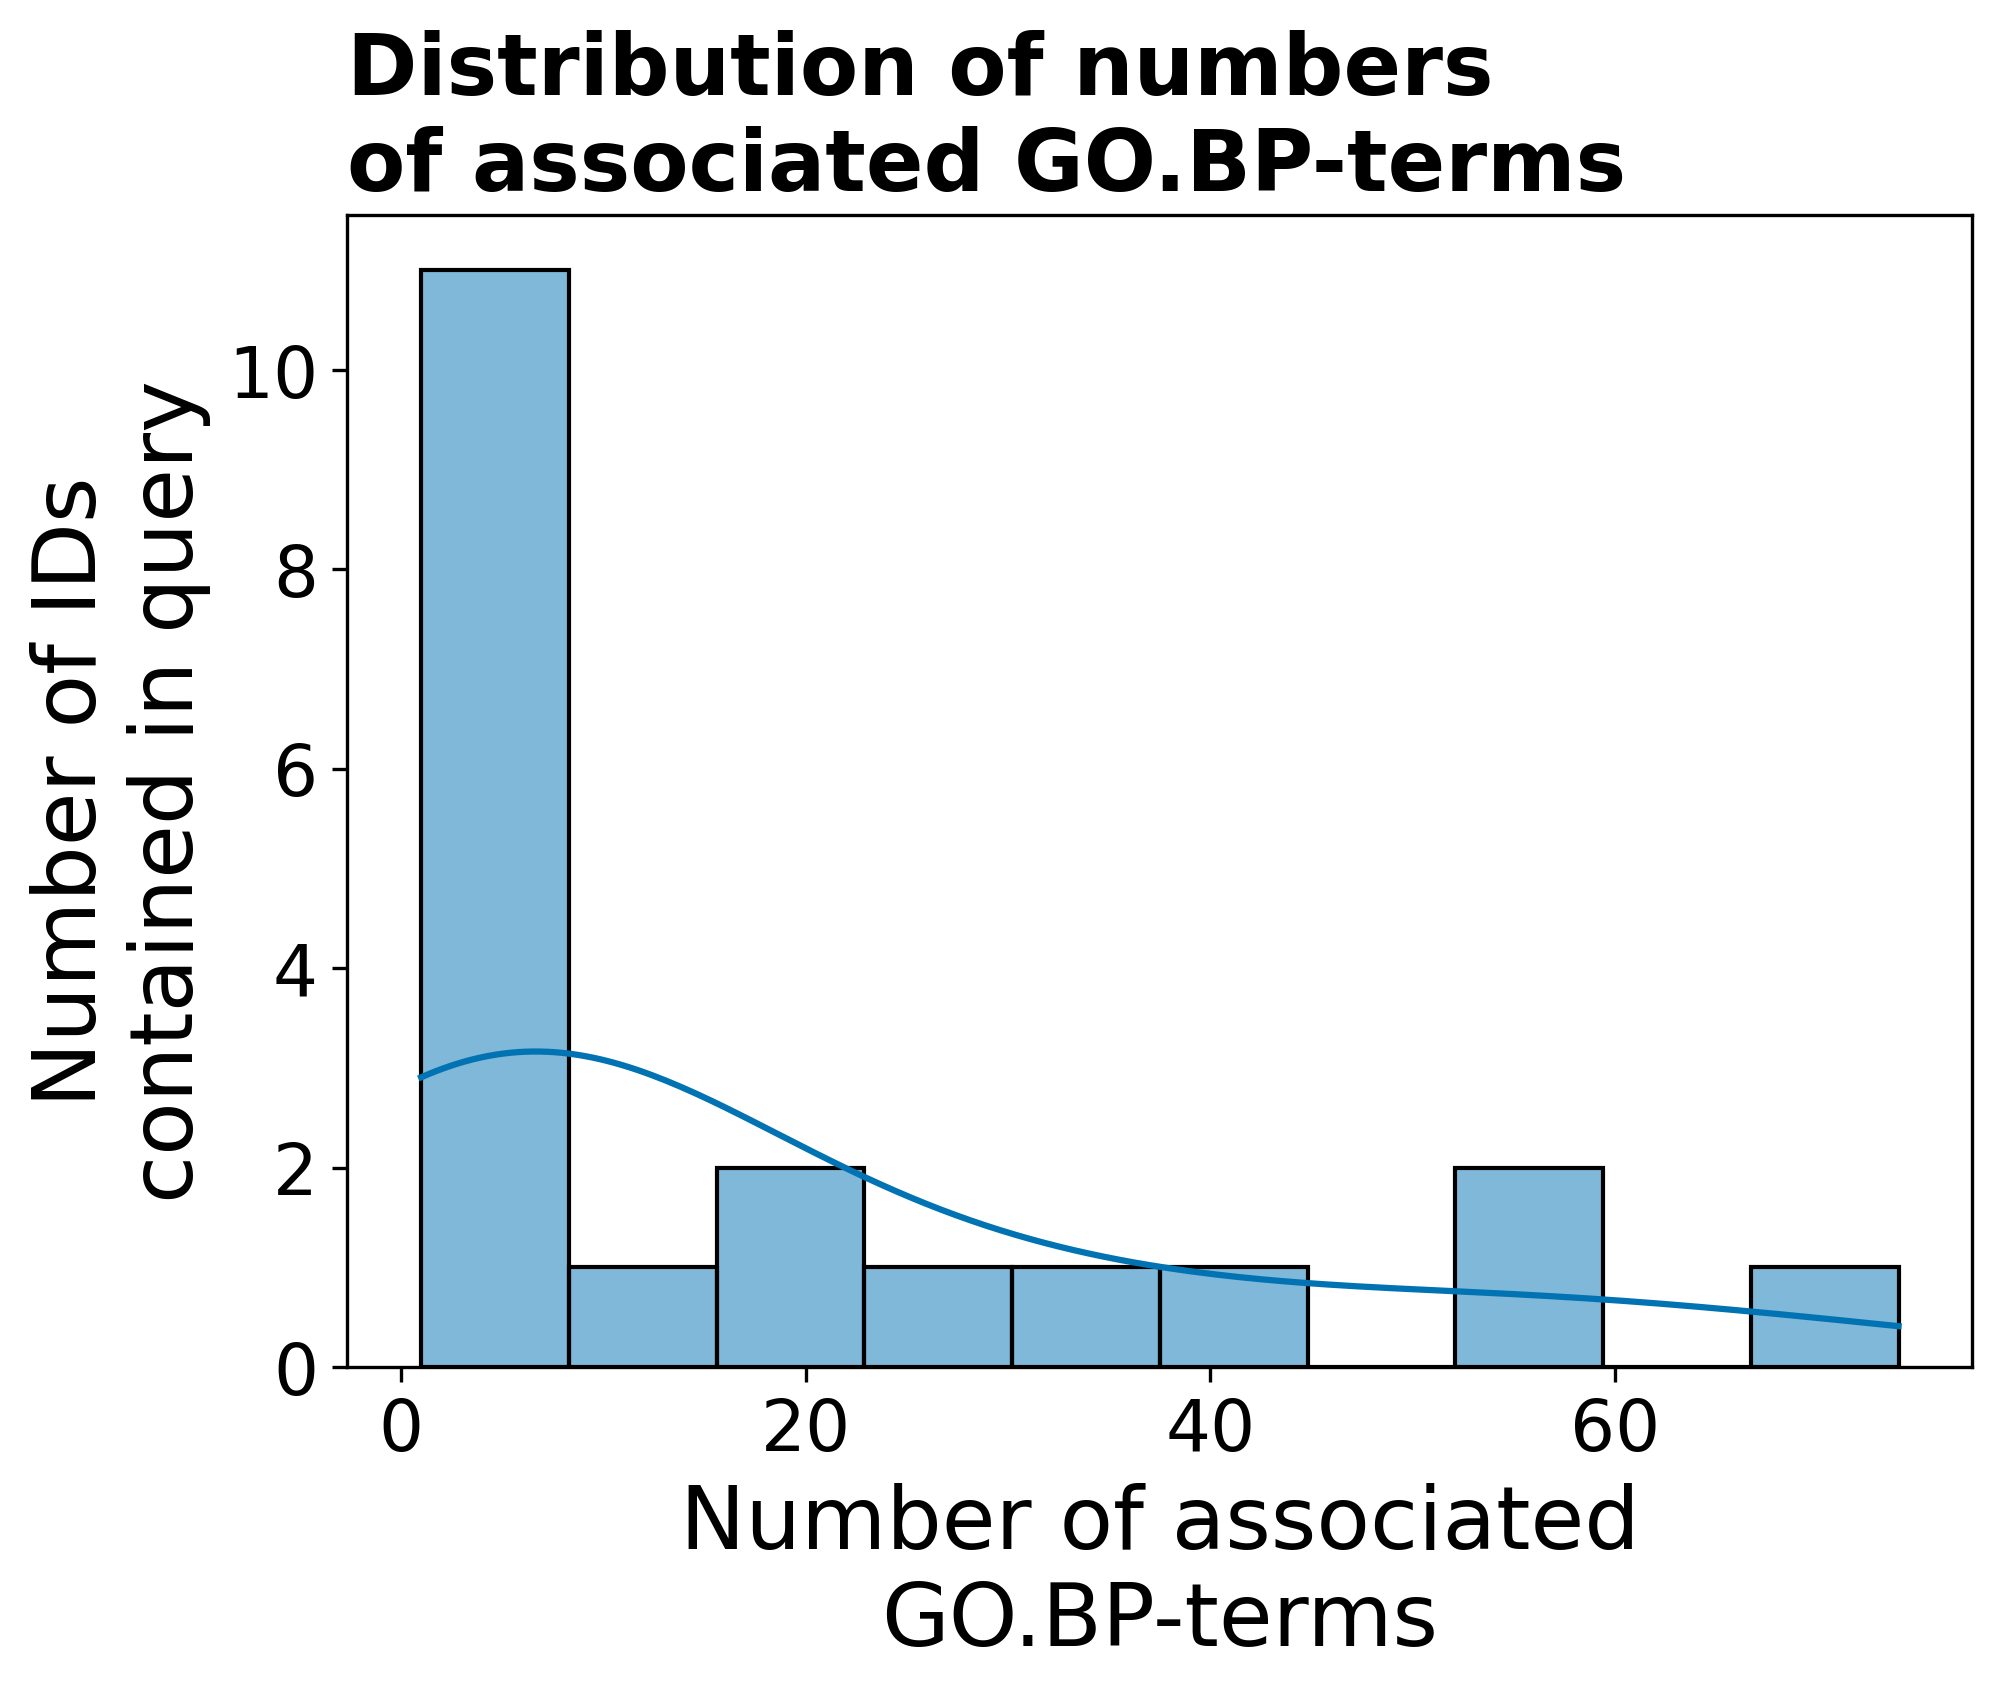 Distribution of numbers
of associated GO.BP-terms
Number of IDs
contained in query
10
8
6
4
2
0
0 20 40 60
Number of associated
GO.BP-terms